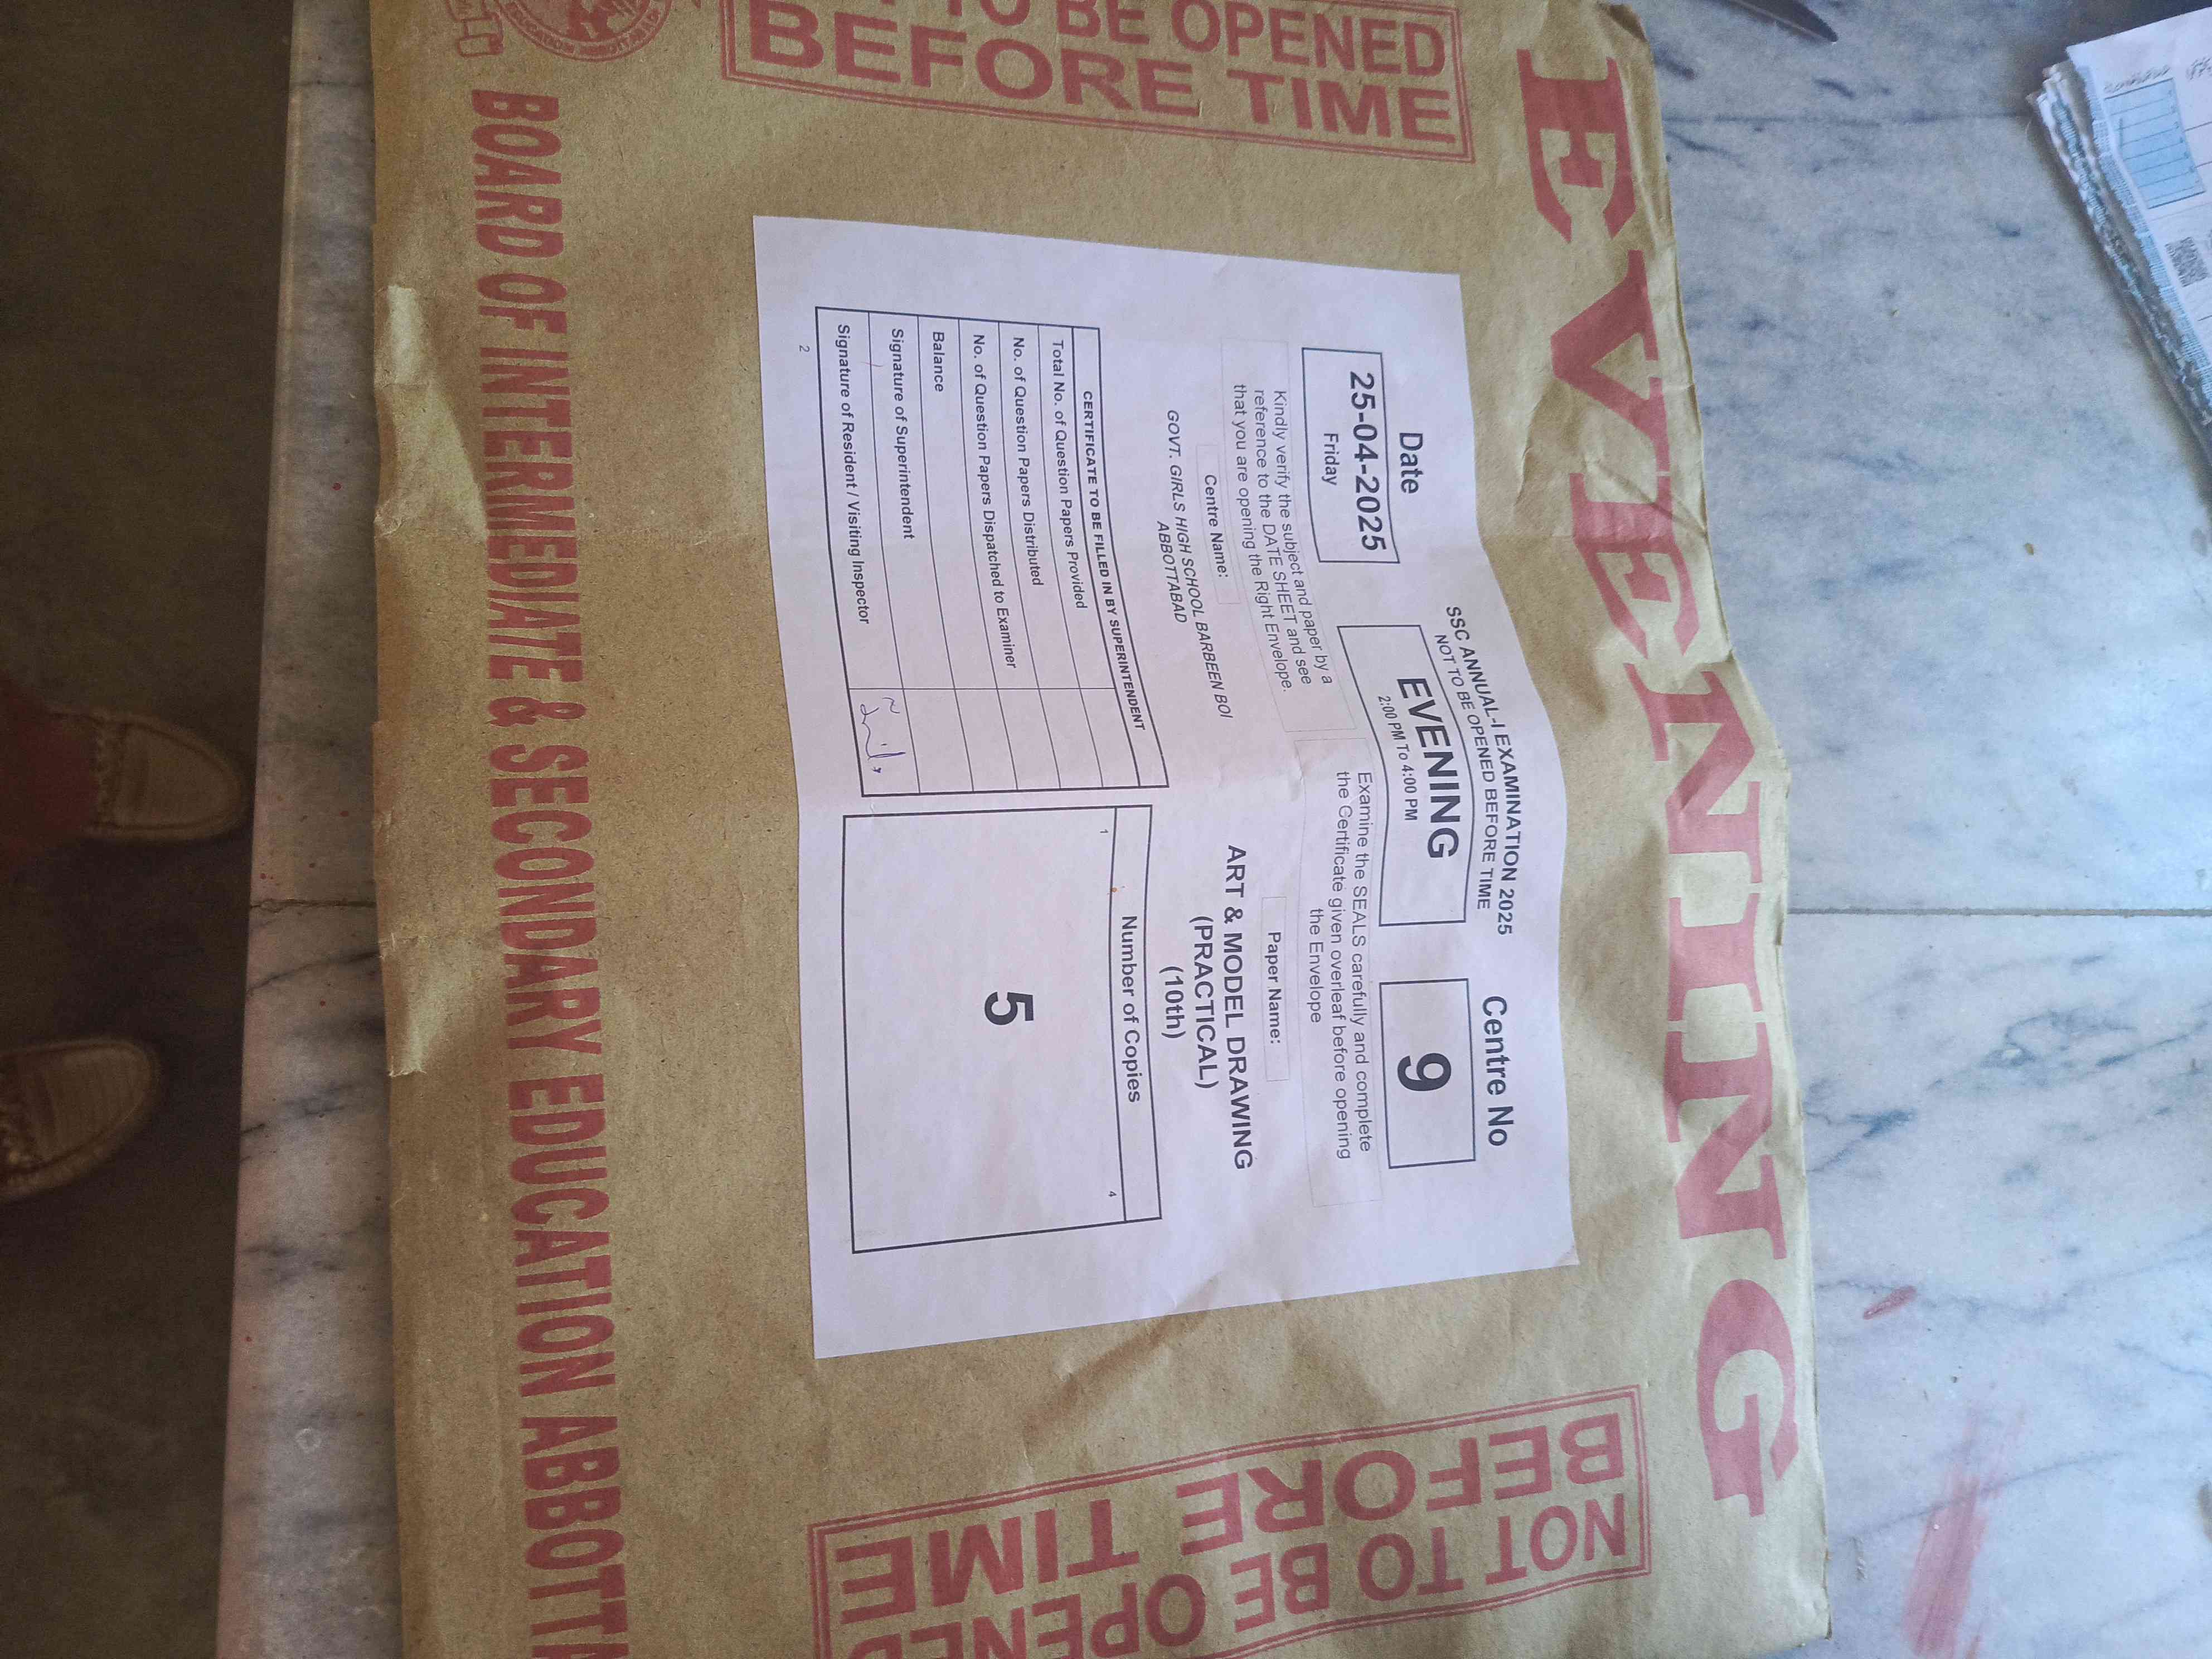 EVENING
TO BE OPENED
BEFORE TIME
SSC ANNUAL-I EXAMINATION 2025
NOT TO BE OPENED BEFORE TIME
Date
25-04-2025
Friday
EVENING
2:00 PM To 4:00 PM
Centre No
9
Kindly verify the subject and paper by a
reference to the DATE SHEET and see
that you are opening the Right Envelope.
Examine the SEALS carefully and complete
the Certificate given overleaf before opening
the Envelope
Centre Name:
GOVT. GIRLS HIGH SCHOOL BARBEEN BOI
ABBOTTABAD
Paper Name:
ART & MODEL DRAWING
(PRACTICAL)
(10th)
CERTIFICATE TO BE FILLED IN BY SUPERINTENDENT
Total No. of Question Papers Provided
No. of Question Papers Distributed
No. of Question Papers Dispatched to Examiner
Balance
Signature of Superintendent
Signature of Resident / Visiting Inspector
2
Number of Copies
1
4
5
NOT TO BE OPENED
BEFORE TIME
BOARD OF INTERMEDIATE & SECONDARY EDUCATION ABBOTTA